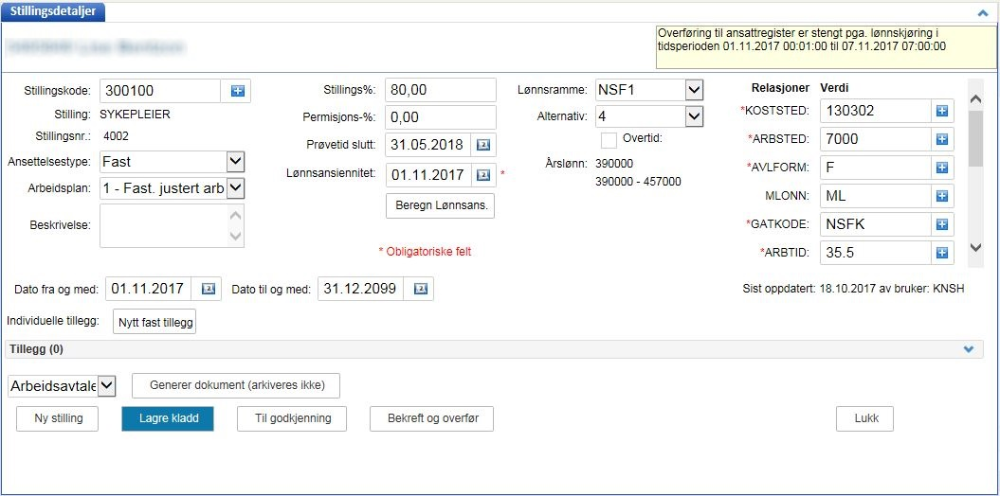 Stillingsdetaljer
Overføring til ansattregister er stengt pga. lønnskjøring i
tidsperioden 01.11.2017 00:01:00 til 07.11.2017 07:00:00
Stillingskode: 300100
Stilling: SYKEPLEIER
Stillingsnr.: 4002
Ansettelsestype: Fast
Arbeidsplan: 1 - Fast. justert arb
Beskrivelse:
Stillings%: 80,00
Permisjons-%: 0,00
Prøvetid slutt: 31.05.2018
Lønnsansiennitet: 01.11.2017 *
Beregn Lønnsans.
* Obligatoriske felt
Lønnsramme: NSF1
Alternativ: 4
Overtid:
Årslønn: 390000
390000 - 457000
Relasjoner Verdi
*KOSTSTED: 130302
*ARBSTED: 7000
*AVLFORM: F
MLONN: ML
*GATKODE: NSFK
*ARBTID: 35.5
Dato fra og med: 01.11.2017 Dato til og med: 31.12.2099
Sist oppdatert: 18.10.2017 av bruker: KNSH
Individuelle tillegg: Nytt fast tillegg
Tillegg (0)
Arbeidsavtale Generer dokument (arkiveres ikke)
Ny stilling Lagre kladd Til godkjenning Bekreft og overfør Lukk